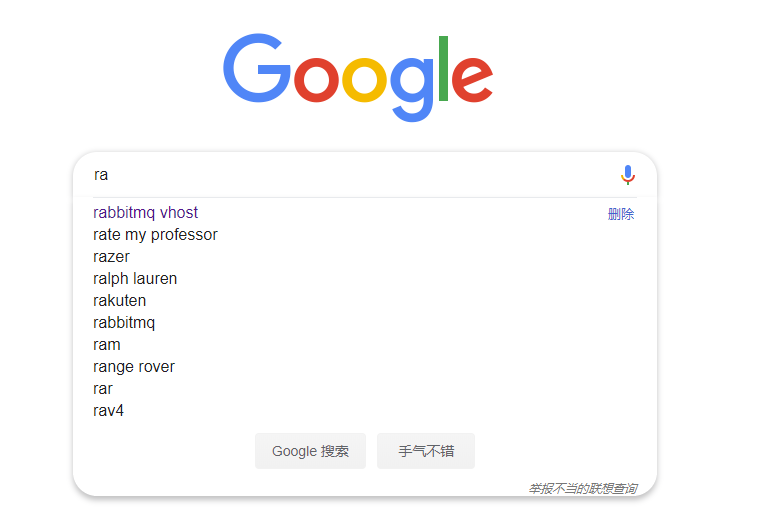 Google
ra
rabbitmq vhost 删除
rate my professor
razer
ralph lauren
rakuten
rabbitmq
ram
range rover
rar
rav4
Google 搜索 手气不错
举报不当的联想查询